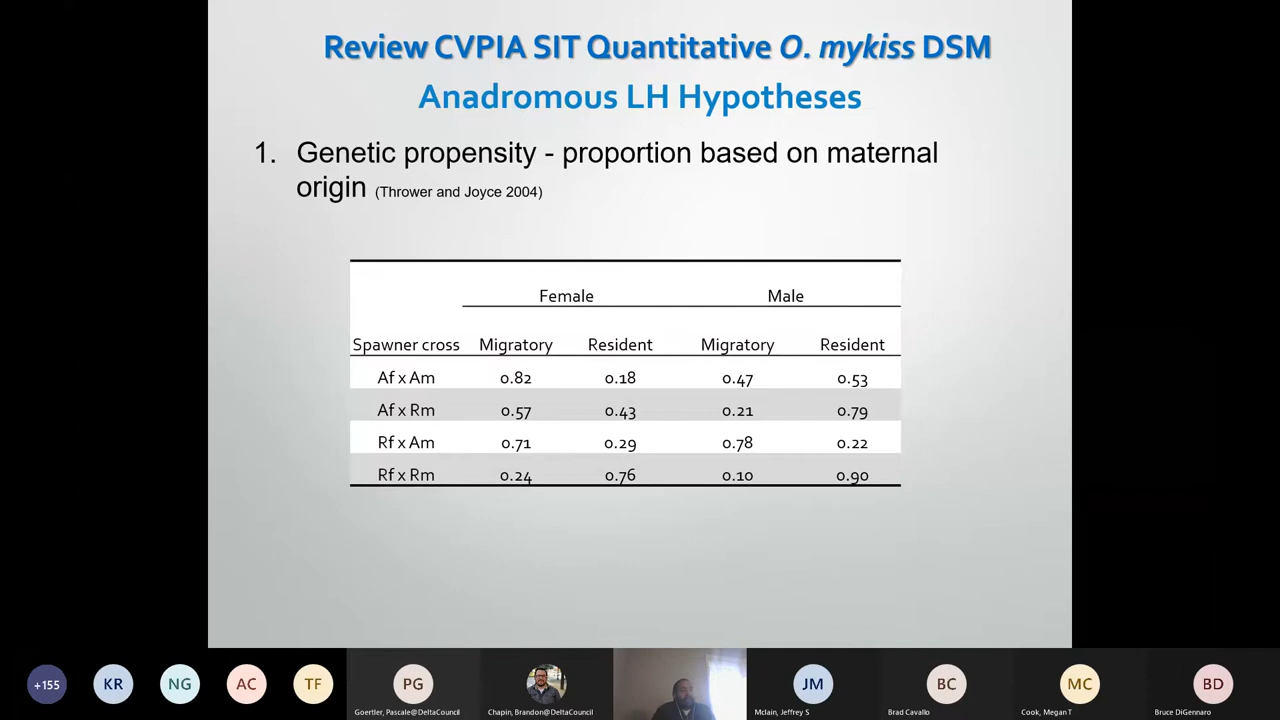 Review CVPIA SIT Quantitative O. mykiss DSM
Anadromous LH Hypotheses
1. Genetic propensity - proportion based on maternal
origin (Thrower and Joyce 2004)
Female Male
Spawner cross Migratory Resident Migratory Resident
Af x Am 0.82 0.18 0.47 0.53
Af x Rm 0.57 0.43 0.21 0.79
Rf x Am 0.71 0.29 0.78 0.22
Rf x Rm 0.24 0.76 0.10 0.90
+155 KR NG AC TF PG JM BC MC BD
Goertler, Pascale@DeltaCouncil Chapin, Brandon@DeltaCouncil Mclain, Jeffrey S Brad Cavallo Cook, Megan T Bruce DiGennaro